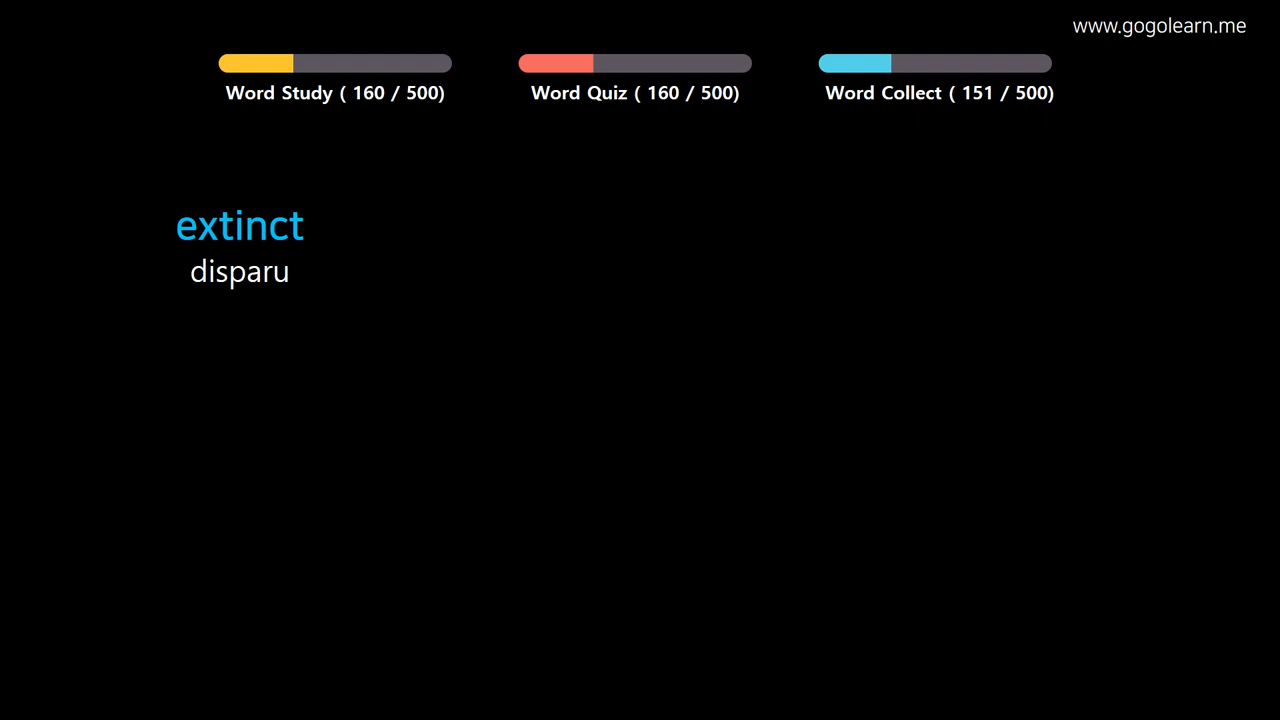 www.gogolearn.me
Word Study ( 160 / 500)
Word Quiz ( 160 / 500)
Word Collect ( 151 / 500)
extinct
disparu